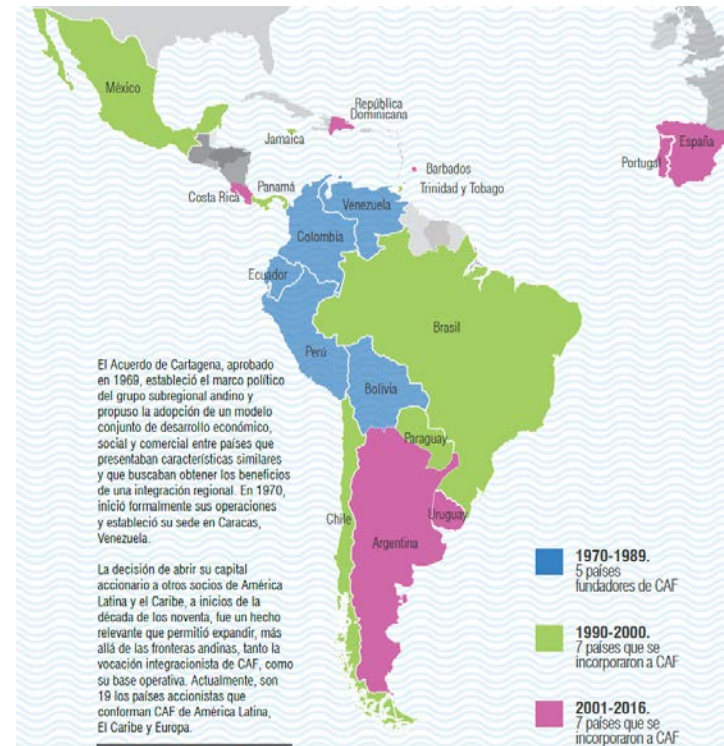 México
República
Dominicana
Jamaica
España
Portugal
Barbados
Trinidad y Tobago
Costa Rica
Panamá
Venezuela
Colombia
Ecuador
Brasil
Perú
Bolivia
Paraguay
Chile
Uruguay
Argentina
El Acuerdo de Cartagena, aprobado
en 1969, estableció el marco político
del grupo subregional andino y
propuso la adopción de un modelo
conjunto de desarrollo económico,
social y comercial entre países que
presentaban características similares
y que buscaban obtener los beneficios
de una integración regional. En 1970,
inició formalmente sus operaciones
y estableció su sede en Caracas,
Venezuela.
La decisión de abrir su capital
accionario a otros socios de América
Latina y el Caribe, a inicios de la
década de los noventa, fue un hecho
relevante que permitió expandir, más
allá de las fronteras andinas, tanto la
vocación integracionista de CAF, como
su base operativa. Actualmente, son
19 los países accionistas que
conforman CAF de América Latina,
El Caribe y Europa.
1970-1989.
5 países
fundadores de CAF
1990-2000.
7 países que se
incorporaron a CAF
2001-2016.
7 países que se
incorporaron a CAF